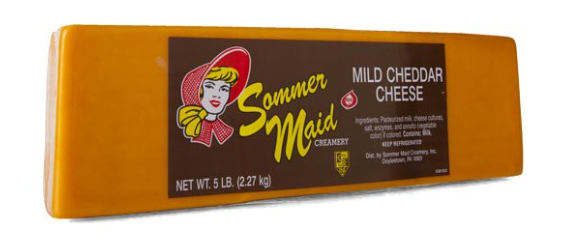 Sommer
Maid
CREAMERY
MILD CHEDDAR
CHEESE
Ingredients: Pasteurized milk, cheese cultures,
salt, enzymes, and annatto (vegetable
color) if colored. Contains: Milk.
KEEP REFRIGERATED
Dist. by Sommer Maid Creamery, Inc.
Doylestown, PA 18901
NET WT. 5 LB. (2.27 kg)